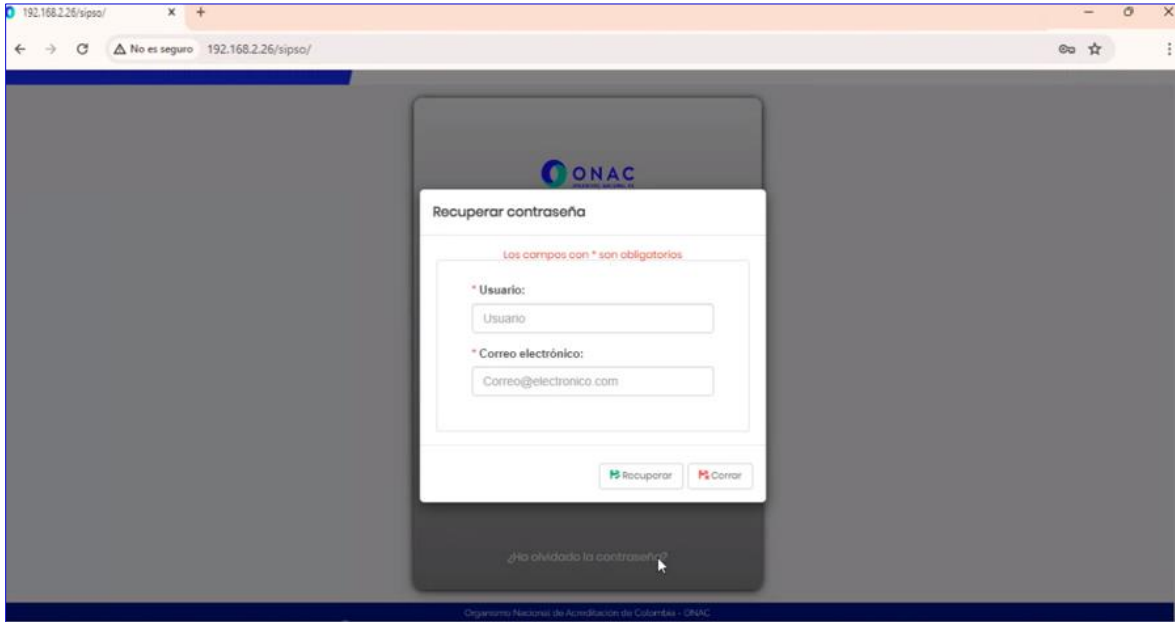 192.168.2.26/sipso/
No es seguro 192.168.2.26/sipso/
ONAC
Recuperar contraseña
Los campos con * son obligatorios
* Usuario:
Usuario
* Correo electrónico:
Correo@electronico.com
Recuperar Cerrar
¿Ha olvidado la contraseña?
Organismo Nacional de Acreditación de Colombia - ONAC